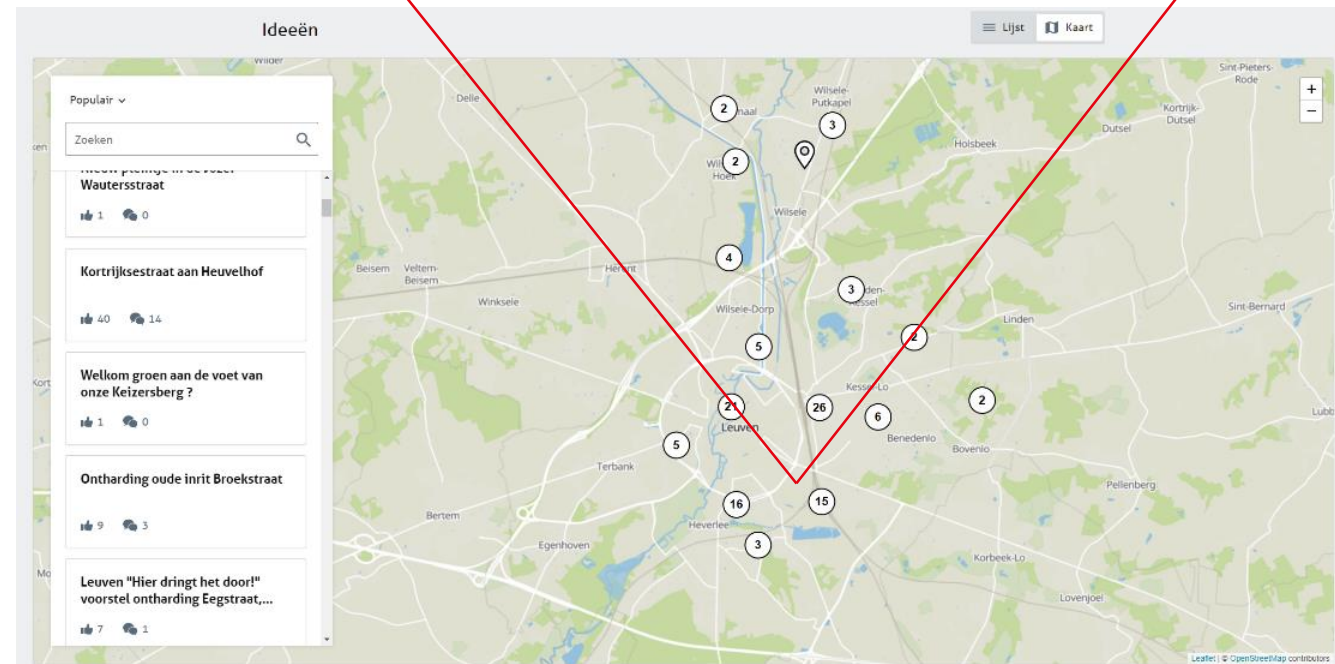 Ideeën
Lijst
Kaart
Populair
Zoeken
Wautersstraat
1
0
Kortrijksestraat aan Heuvelhof
40
14
Welkom groen aan de voet van
onze Keizersberg ?
1
0
Ontharding oude inrit Broekstraat
9
3
Leuven "Hier dringt het door!"
voorstel ontharding Eegstraat,...
7
1
Wilder
Delle
2
Wilsele-
Putkapel
3
2
Hoek
Holsbeek
Dutsel
Kortrijk-
Dutsel
Sint-Pieters-
Rode
+
−
Wilsele
4
Beisem
Veltem-
Beisem
Herent
Winksele
Wilsele-Dorp
3
Linden
Sint-Bernard
2
5
Kessel-Lo
21
26
6
2
Leuven
Benedenlo
Bovenlo
5
Terbank
Pellenberg
16
15
Bertem
Heverlee
Egenhoven
3
Korbeek-Lo
Lovenjoel
Leaflet | © OpenStreetMap contributors